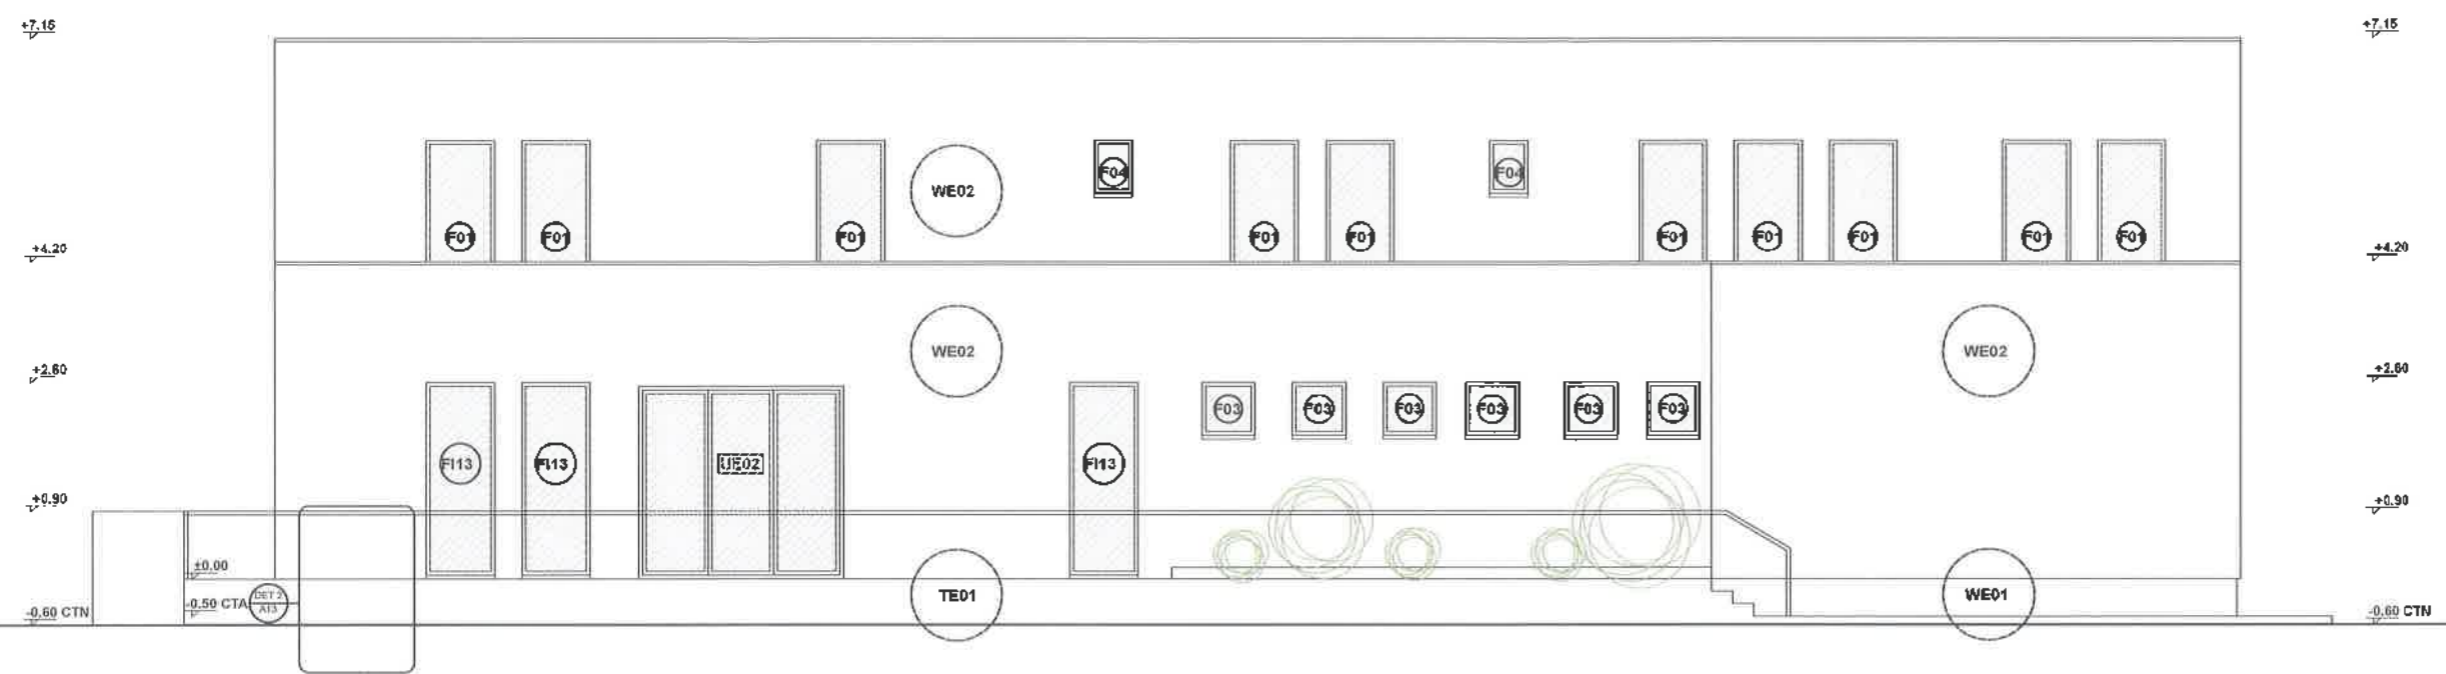 +7.15
+7.15
F04
F04
WE02
F01
F01
F01
F01
F01
F01
F01
F01
F01
F01
+4.20
+4.20
WE02
WE02
+2.60
+2.60
F03
F03
F03
F03
F03
F03
FI13
FI13
UE02
FI13
+0.90
+0.90
±0.00
DET 2
A13
-0.50 CTA
TE01
WE01
-0.60 CTN
-0.60 CTN